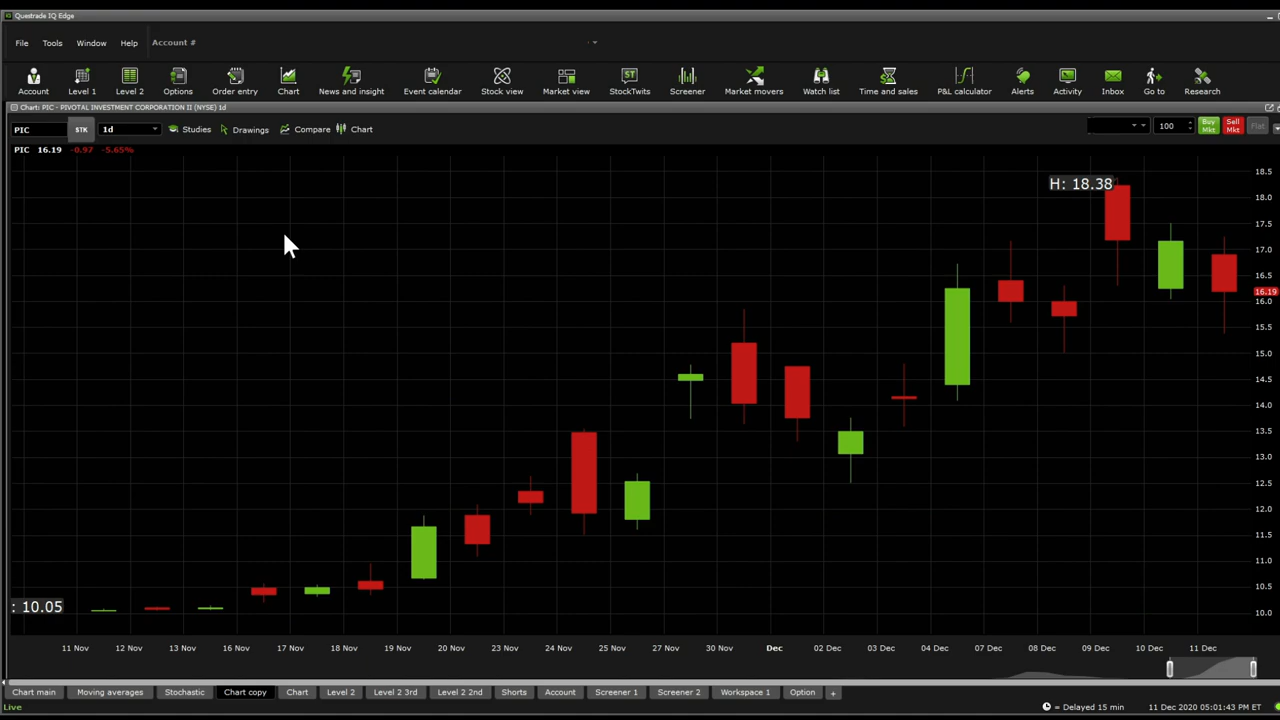 Questrade IQ Edge
File Tools Window Help Account #
Account Level 1 Level 2 Options Order entry Chart News and insight Event calendar Stock view Market view StockTwits Screener Market movers Watch list Time and sales P&L calculator Alerts Activity Inbox Go to Research
Chart: PIC - PIVOTAL INVESTMENT CORPORATION II (NYSE) 1d
PIC STK 1d Studies Drawings Compare Chart 100 Buy Mkt Sell Mkt Flat
PIC 16.19 -0.97 -5.65%
18.5
H: 18.38
18.0
17.5
17.0
16.5
16.19
16.0
15.5
15.0
14.5
14.0
13.5
13.0
12.5
12.0
11.5
11.0
10.5
: 10.05
10.0
11 Nov 12 Nov 13 Nov 16 Nov 17 Nov 18 Nov 19 Nov 20 Nov 23 Nov 24 Nov 25 Nov 27 Nov 30 Nov Dec 02 Dec 03 Dec 04 Dec 07 Dec 08 Dec 09 Dec 10 Dec 11 Dec
Chart main Moving averages Stochastic Chart copy Chart Level 2 Level 2 3rd Level 2 2nd Shorts Account Screener 1 Screener 2 Workspace 1 Option +
Live = Delayed 15 min 11 Dec 2020 05:01:43 PM ET